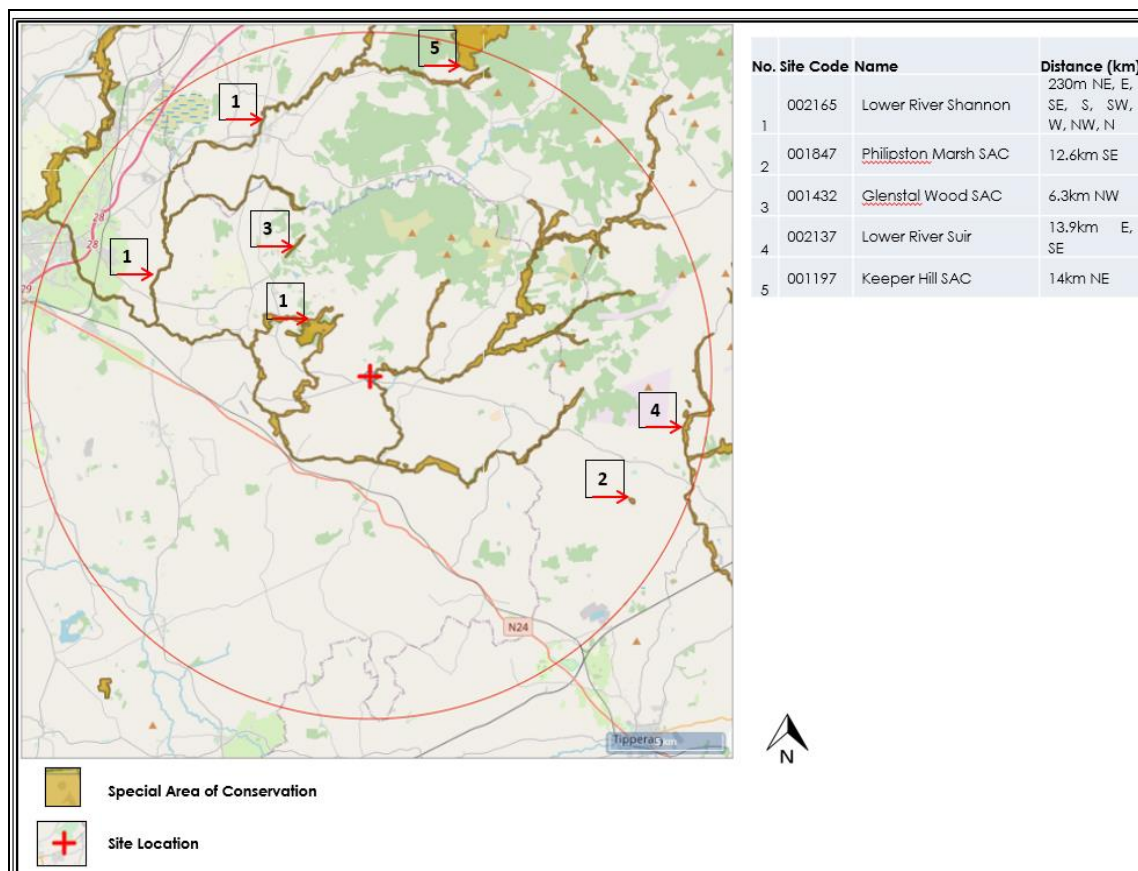 5
1
3
1
1
4
2
28
28
29
N24
Tipperary
No. Site Code Name Distance (km)
1 002165 Lower River Shannon 230m NE, E,
SE, S, SW,
W, NW, N
2 001847 Philipston Marsh SAC 12.6km SE
3 001432 Glenstal Wood SAC 6.3km NW
4 002137 Lower River Suir 13.9km E,
SE
5 001197 Keeper Hill SAC 14km NE
N
Special Area of Conservation
Site Location